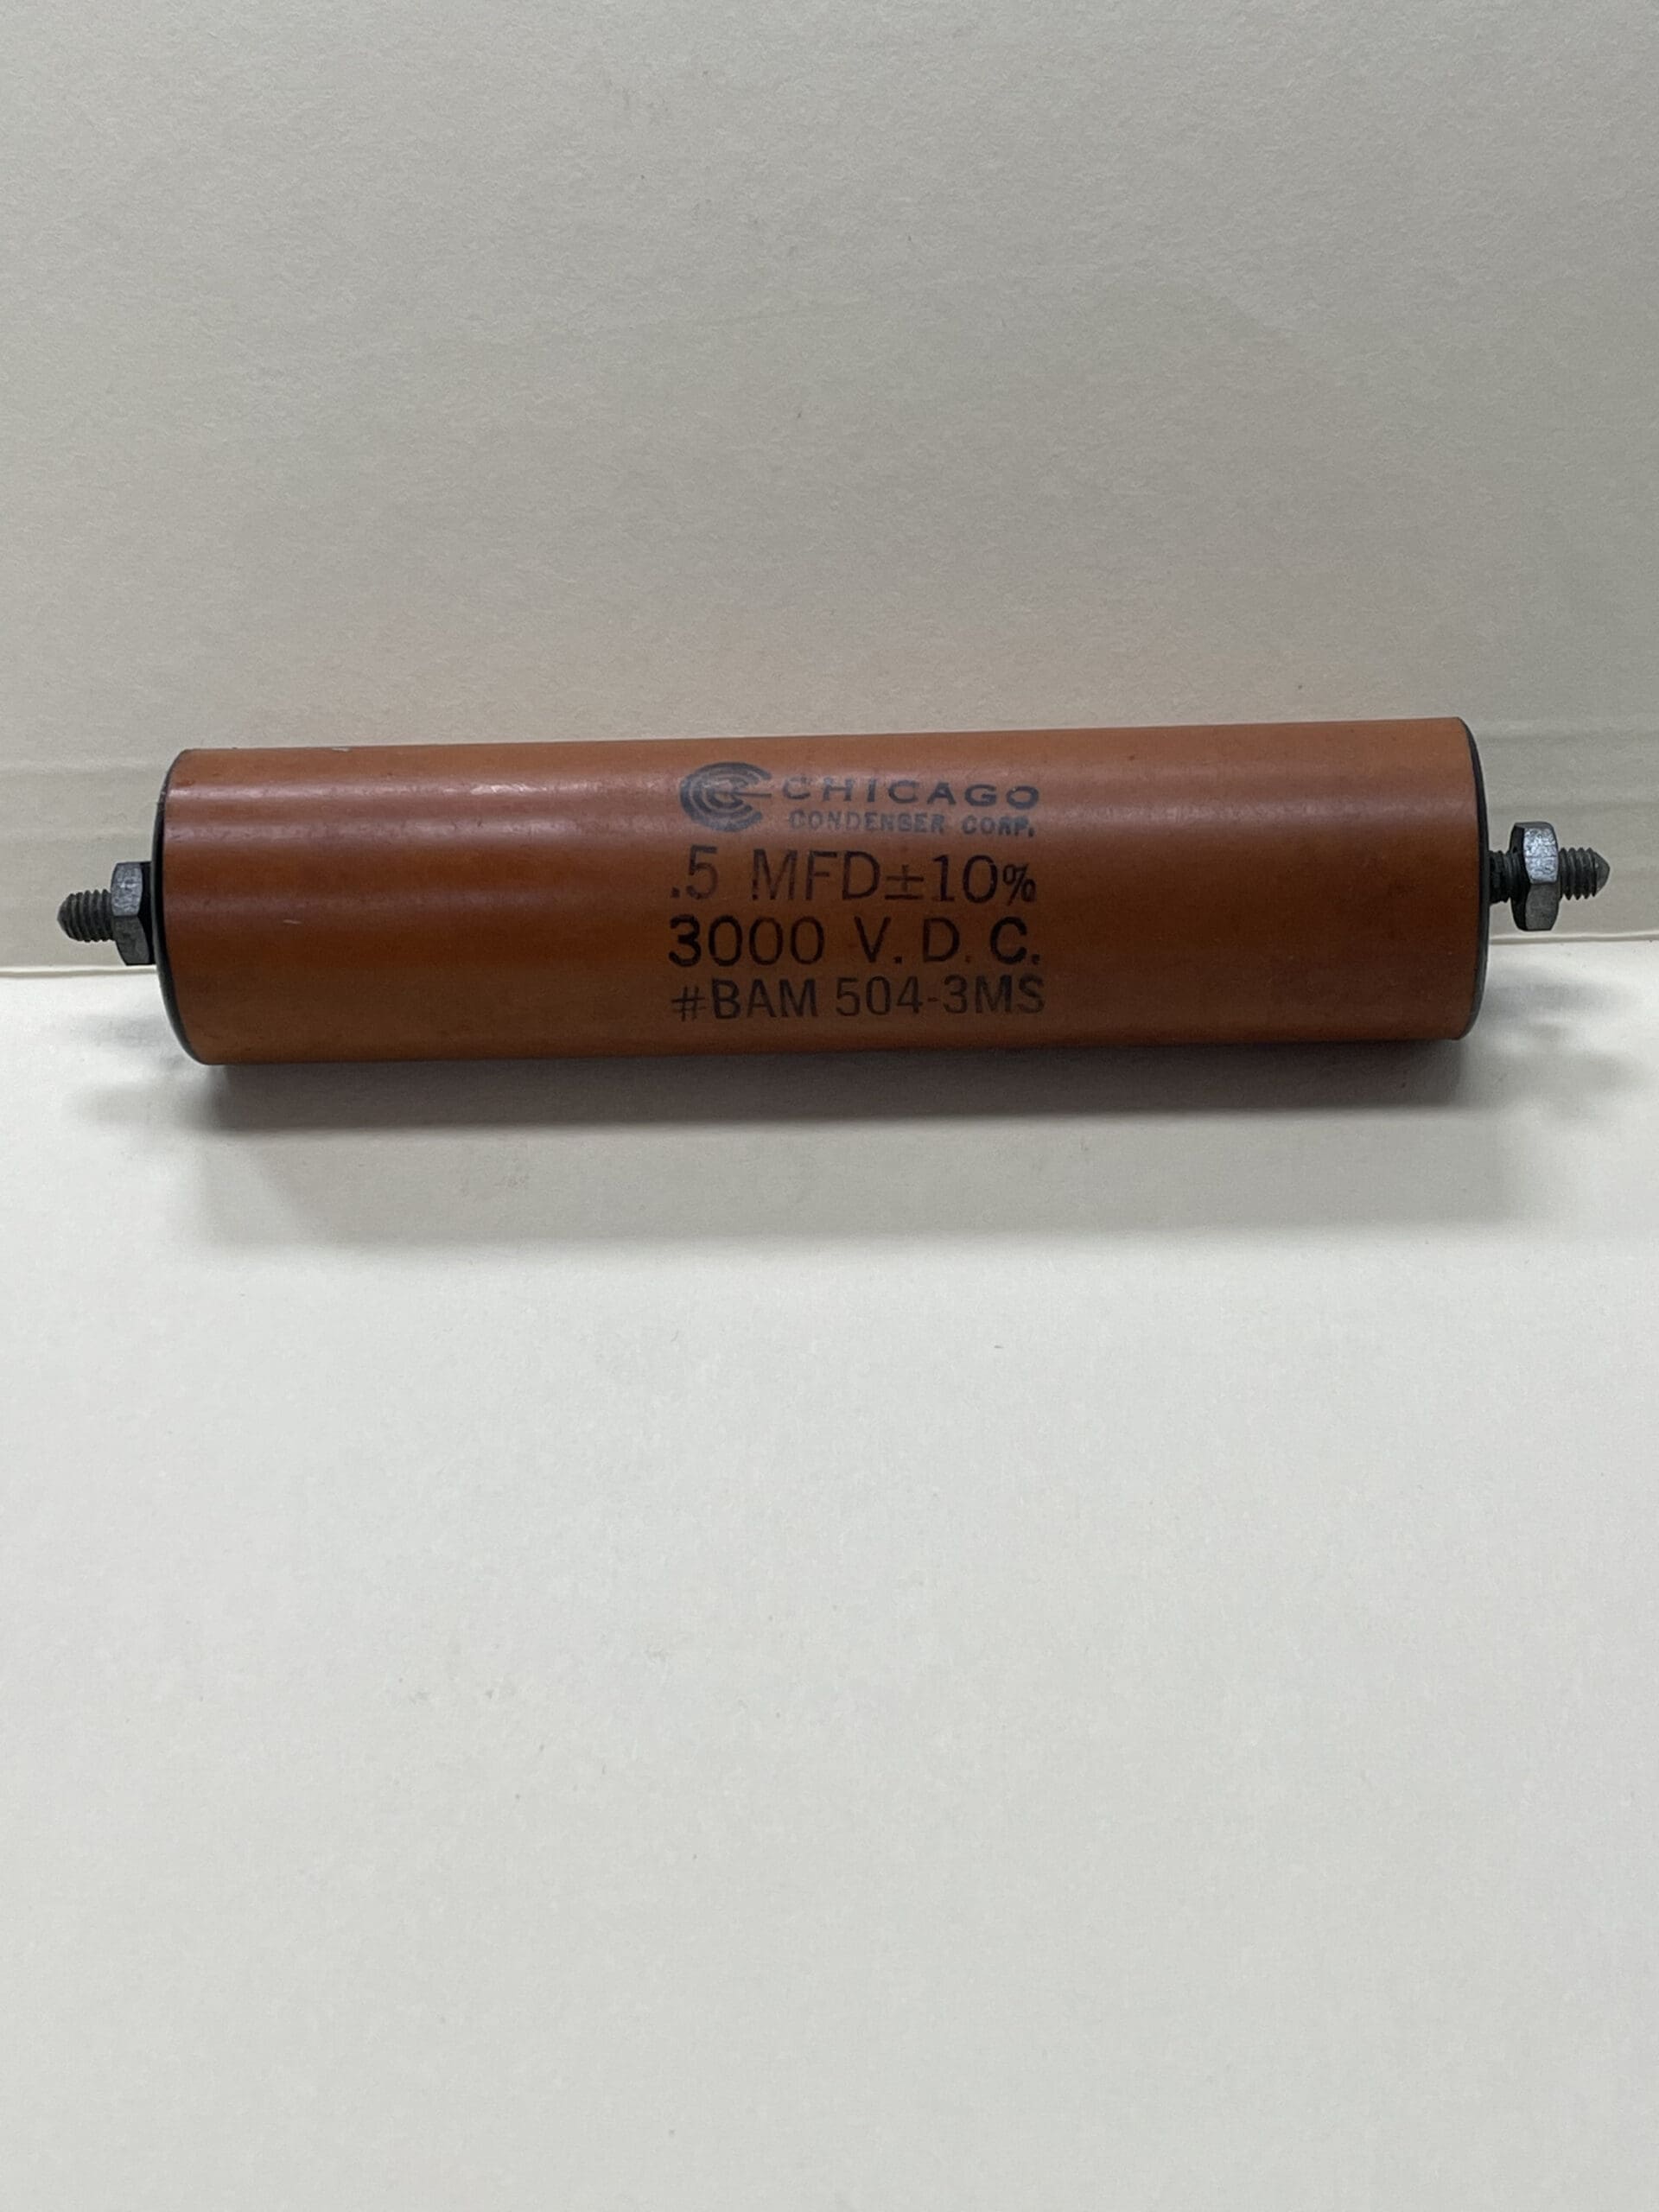 CHICAGO
CONDENSER CORP.
.5 MFD±10%
3000 V.D.C.
#BAM 504-3MS